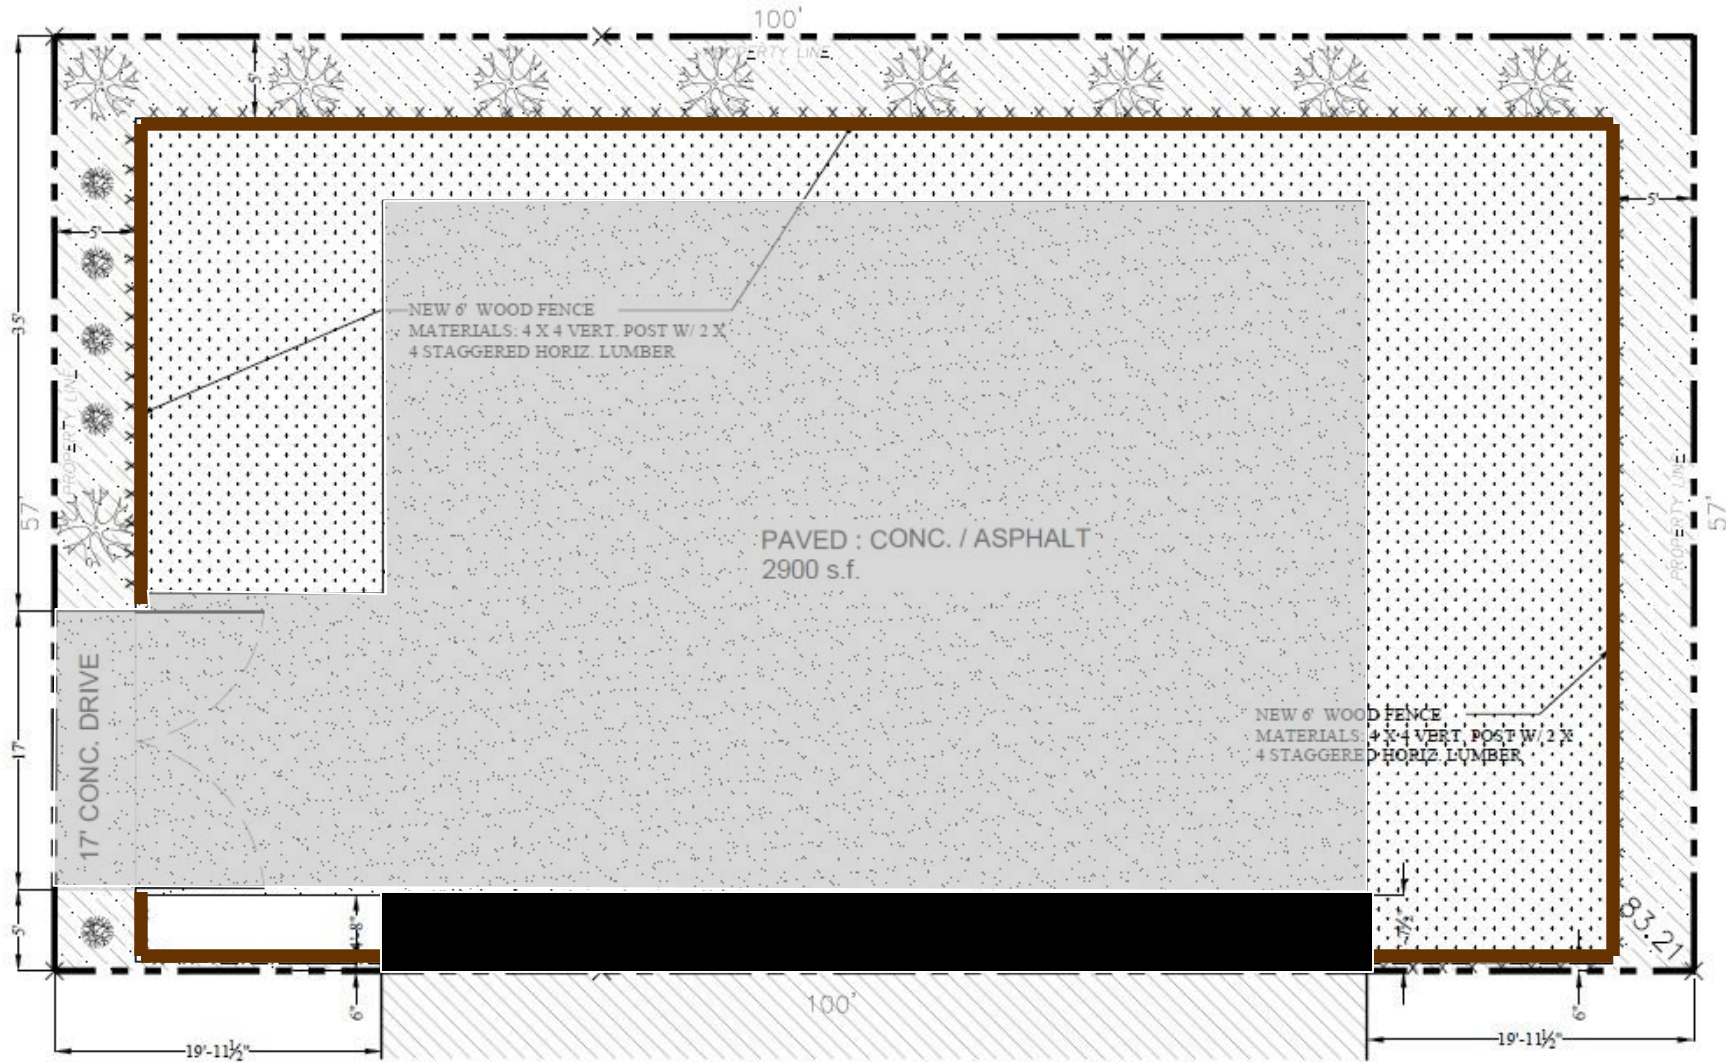 100'
PROPERTY LINE
5'
5'
5'
35'
NEW 6' WOOD FENCE
MATERIALS: 4 X 4 VERT. POST W/ 2 X
4 STAGGERED HORIZ. LUMBER
PROPERTY LINE
57'
57'
PROPERTY LINE
PAVED : CONC. / ASPHALT
2900 s.f.
17' CONC. DRIVE
17'
NEW 6' WOOD FENCE
MATERIALS: 4 X 4 VERT. POST W/ 2 X
4 STAGGERED HORIZ. LUMBER
5'
83.21
6"
100'
6"
19'-11½"
19'-11½"